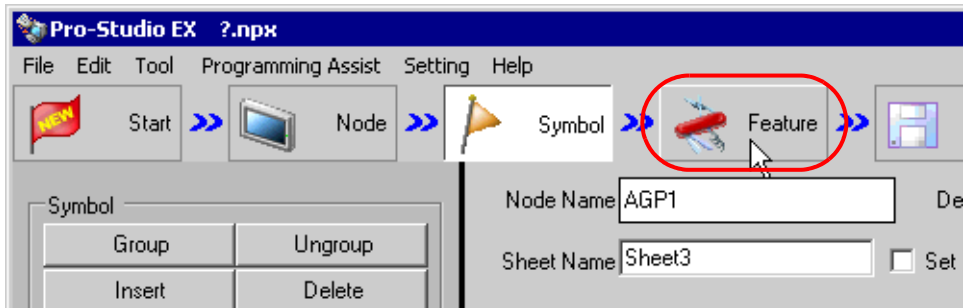 Pro-Studio EX ?.npx
File Edit Tool Programming Assist Setting Help
NEW Start Node Symbol Feature
Symbol
Node Name AGP1 De
Group Ungroup
Sheet Name Sheet3 Set
Insert Delete